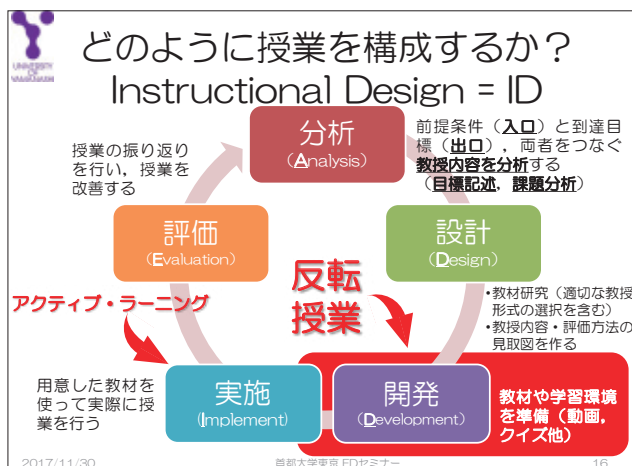 UNIVERSITY
OF
YAMANASHI
どのように授業を構成するか？
Instructional Design = ID
分析
(Analysis)
前提条件（入口）と到達目
標（出口），両者をつなぐ
教授内容を分析する
（目標記述，課題分析）
授業の振り返り
を行い，授業を
改善する
評価
(Evaluation)
設計
(Design)
反転
授業
アクティブ・ラーニング
•教材研究（適切な教授
形式の選択を含む）
•教授内容・評価方法の
見取図を作る
用意した教材を
使って実際に授
業を行う
実施
(Implement)
開発
(Development)
教材や学習環境
を準備（動画，
クイズ他）
2017/11/30
首都大学東京 FDセミナー
16